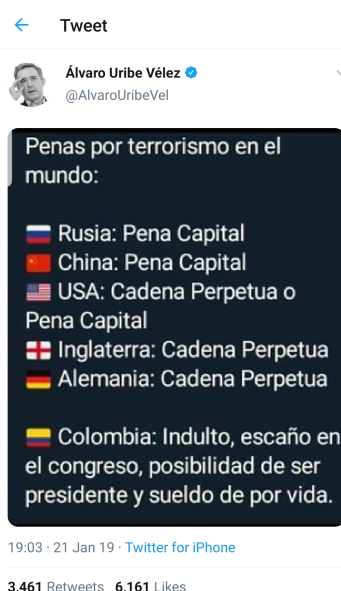 Tweet
Álvaro Uribe Vélez
@AlvaroUribeVel
Penas por terrorismo en el
mundo:
Rusia: Pena Capital
China: Pena Capital
USA: Cadena Perpetua o
Pena Capital
Inglaterra: Cadena Perpetua
Alemania: Cadena Perpetua
Colombia: Indulto, escaño en
el congreso, posibilidad de ser
presidente y sueldo de por vida.
19:03 · 21 Jan 19 · Twitter for iPhone
3,461 Retweets 6,161 Likes